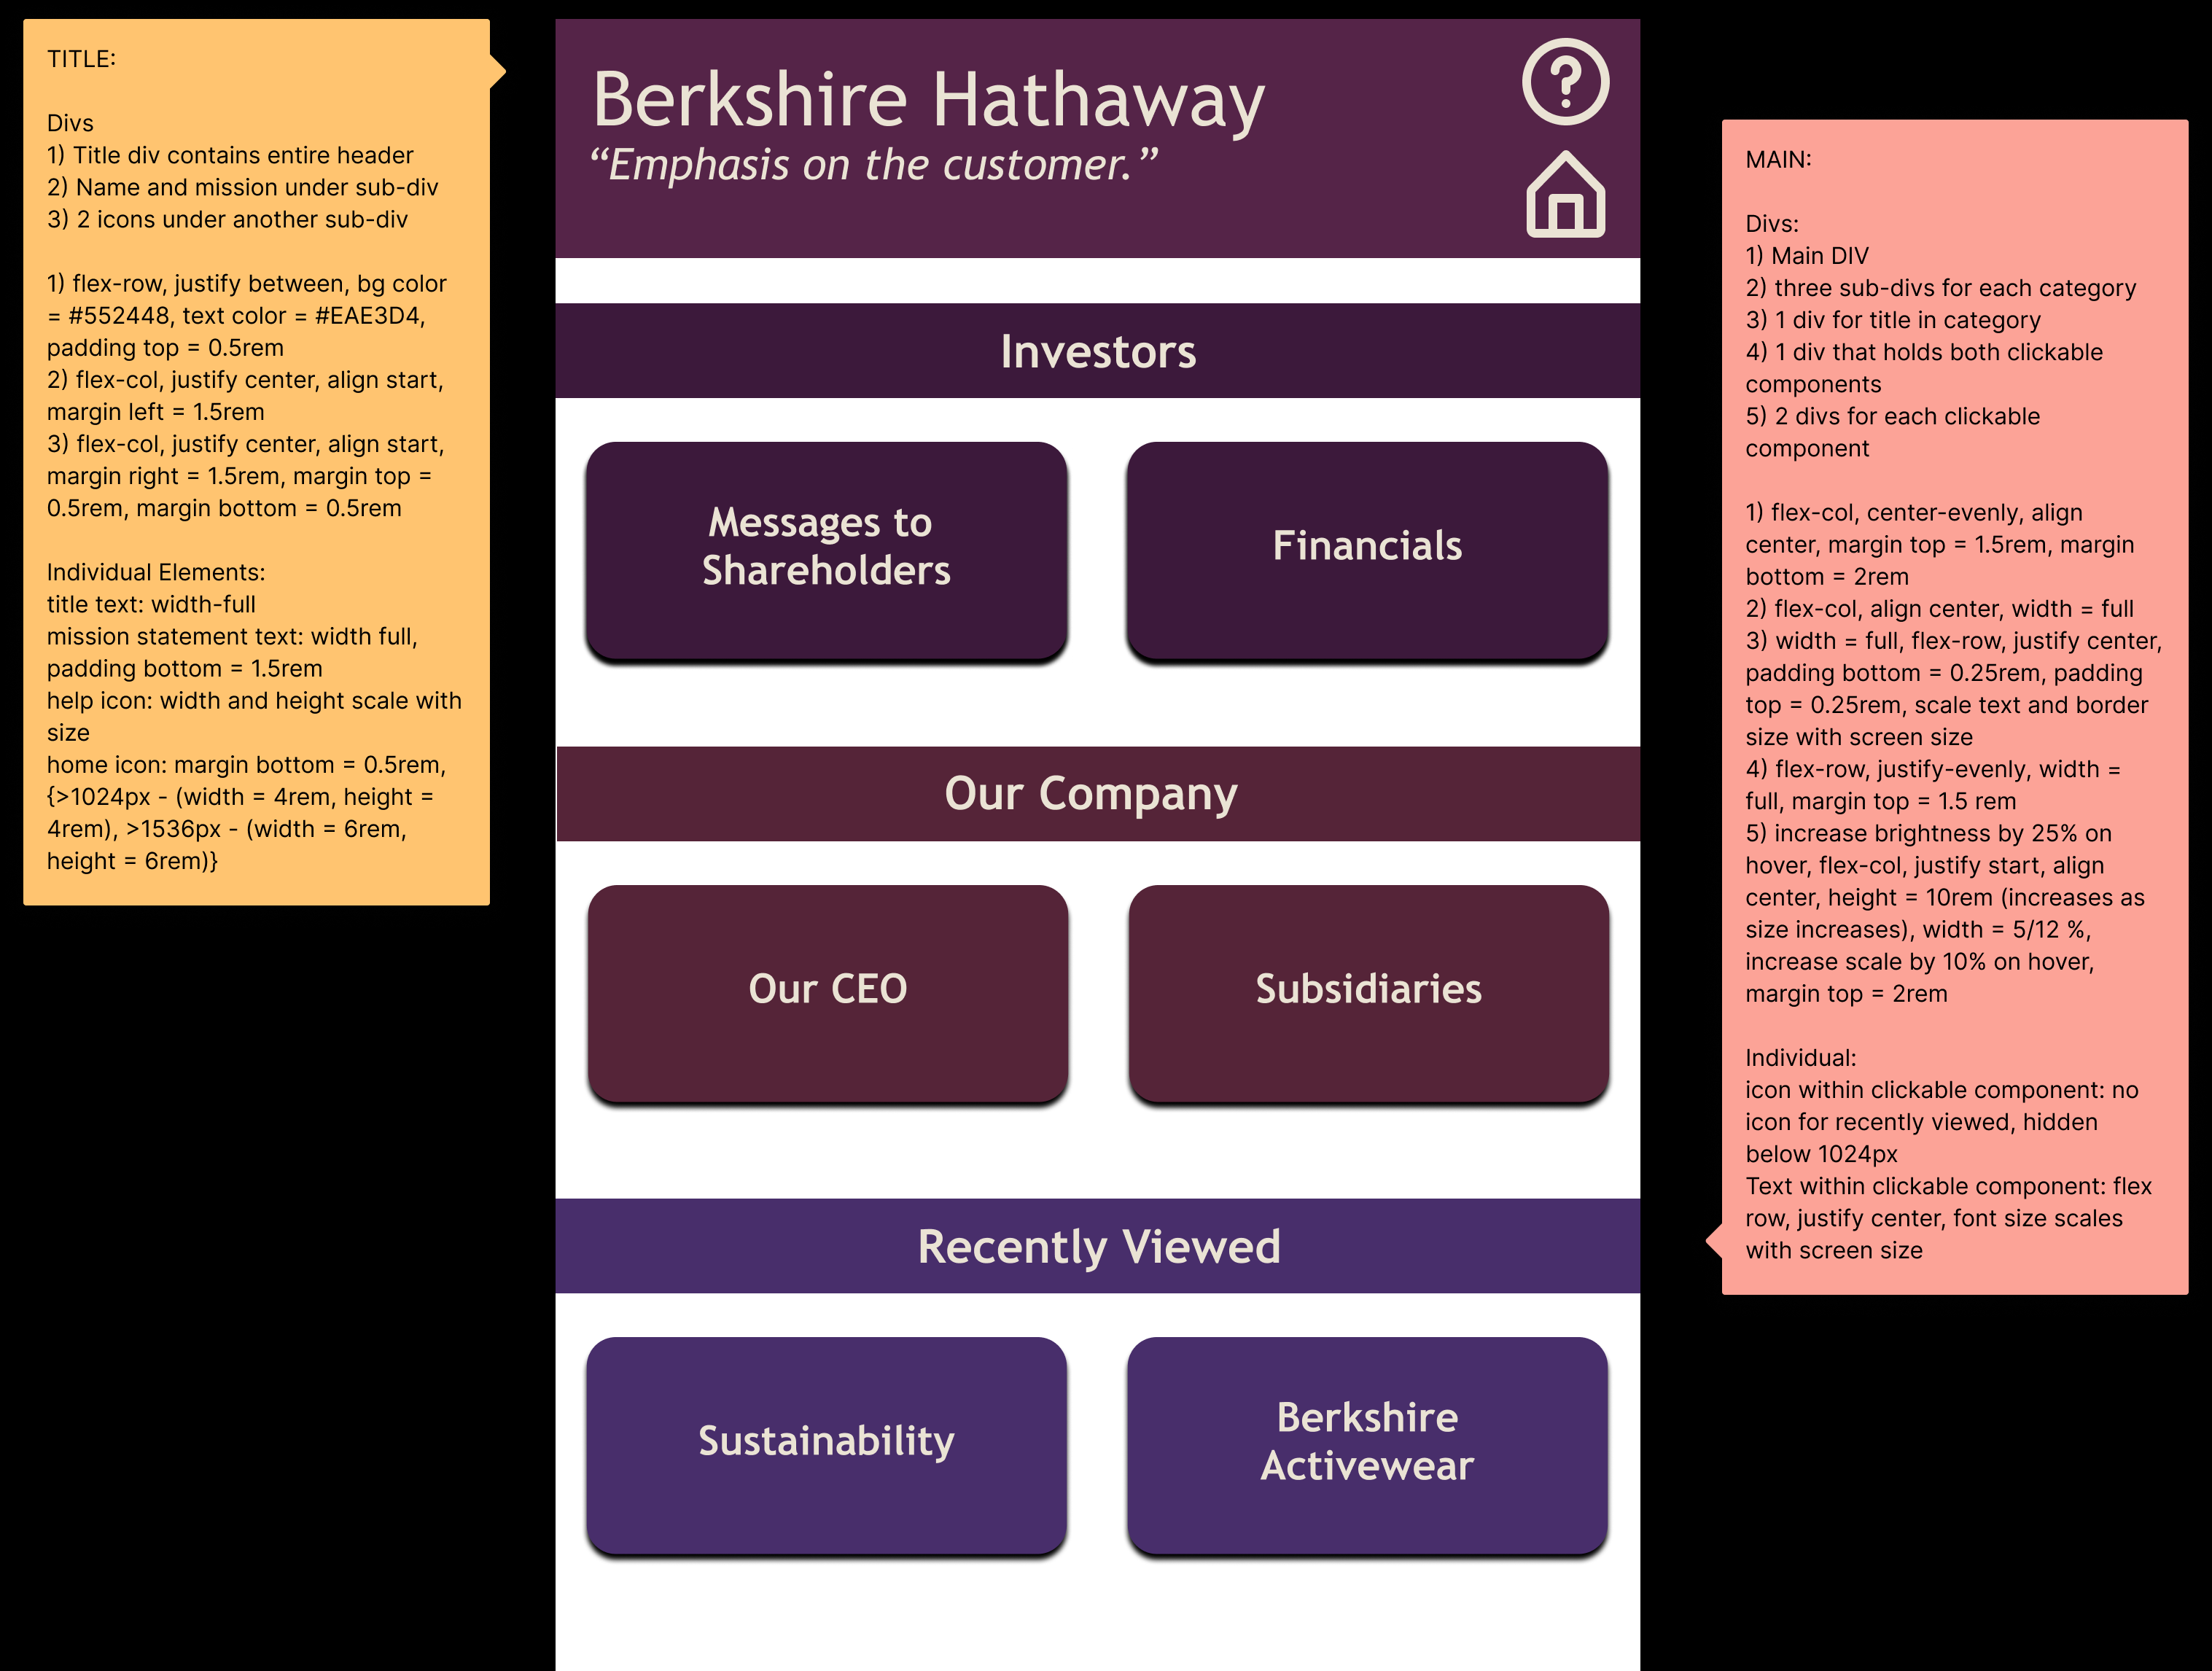 TITLE:
Divs
1) Title div contains entire header
2) Name and mission under sub-div
3) 2 icons under another sub-div
1) flex-row, justify between, bg color
= #552448, text color = #EAE3D4,
padding top = 0.5rem
2) flex-col, justify center, align start,
margin left = 1.5rem
3) flex-col, justify center, align start,
margin right = 1.5rem, margin top =
0.5rem, margin bottom = 0.5rem
Individual Elements:
title text: width-full
mission statement text: width full,
padding bottom = 1.5rem
help icon: width and height scale with
size
home icon: margin bottom = 0.5rem,
{>1024px - (width = 4rem, height =
4rem), >1536px - (width = 6rem,
height = 6rem)}
Berkshire Hathaway
“Emphasis on the customer.”
?
Investors
Messages to
Shareholders
Financials
Our Company
Our CEO
Subsidiaries
Recently Viewed
Sustainability
Berkshire
Activewear
MAIN:
Divs:
1) Main DIV
2) three sub-divs for each category
3) 1 div for title in category
4) 1 div that holds both clickable
components
5) 2 divs for each clickable
component
1) flex-col, center-evenly, align
center, margin top = 1.5rem, margin
bottom = 2rem
2) flex-col, align center, width = full
3) width = full, flex-row, justify center,
padding bottom = 0.25rem, padding
top = 0.25rem, scale text and border
size with screen size
4) flex-row, justify-evenly, width =
full, margin top = 1.5 rem
5) increase brightness by 25% on
hover, flex-col, justify start, align
center, height = 10rem (increases as
size increases), width = 5/12 %,
increase scale by 10% on hover,
margin top = 2rem
Individual:
icon within clickable component: no
icon for recently viewed, hidden
below 1024px
Text within clickable component: flex
row, justify center, font size scales
with screen size